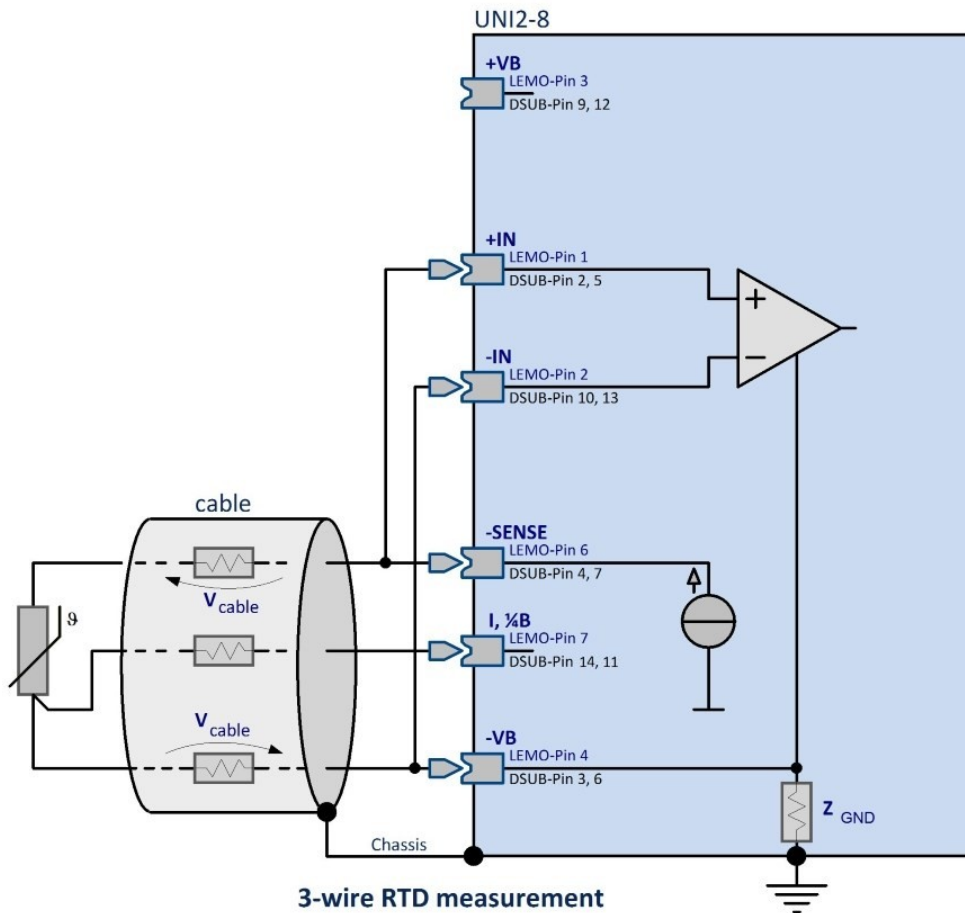 UNI2-8
+VB
LEMO-Pin 3
DSUB-Pin 9, 12
+IN
LEMO-Pin 1
DSUB-Pin 2, 5
+
-IN
LEMO-Pin 2
DSUB-Pin 10, 13
−
cable
-SENSE
LEMO-Pin 6
DSUB-Pin 4, 7
V cable
ϑ
I, ¼B
LEMO-Pin 7
DSUB-Pin 14, 11
V cable
-VB
LEMO-Pin 4
DSUB-Pin 3, 6
Z GND
Chassis
3-wire RTD measurement